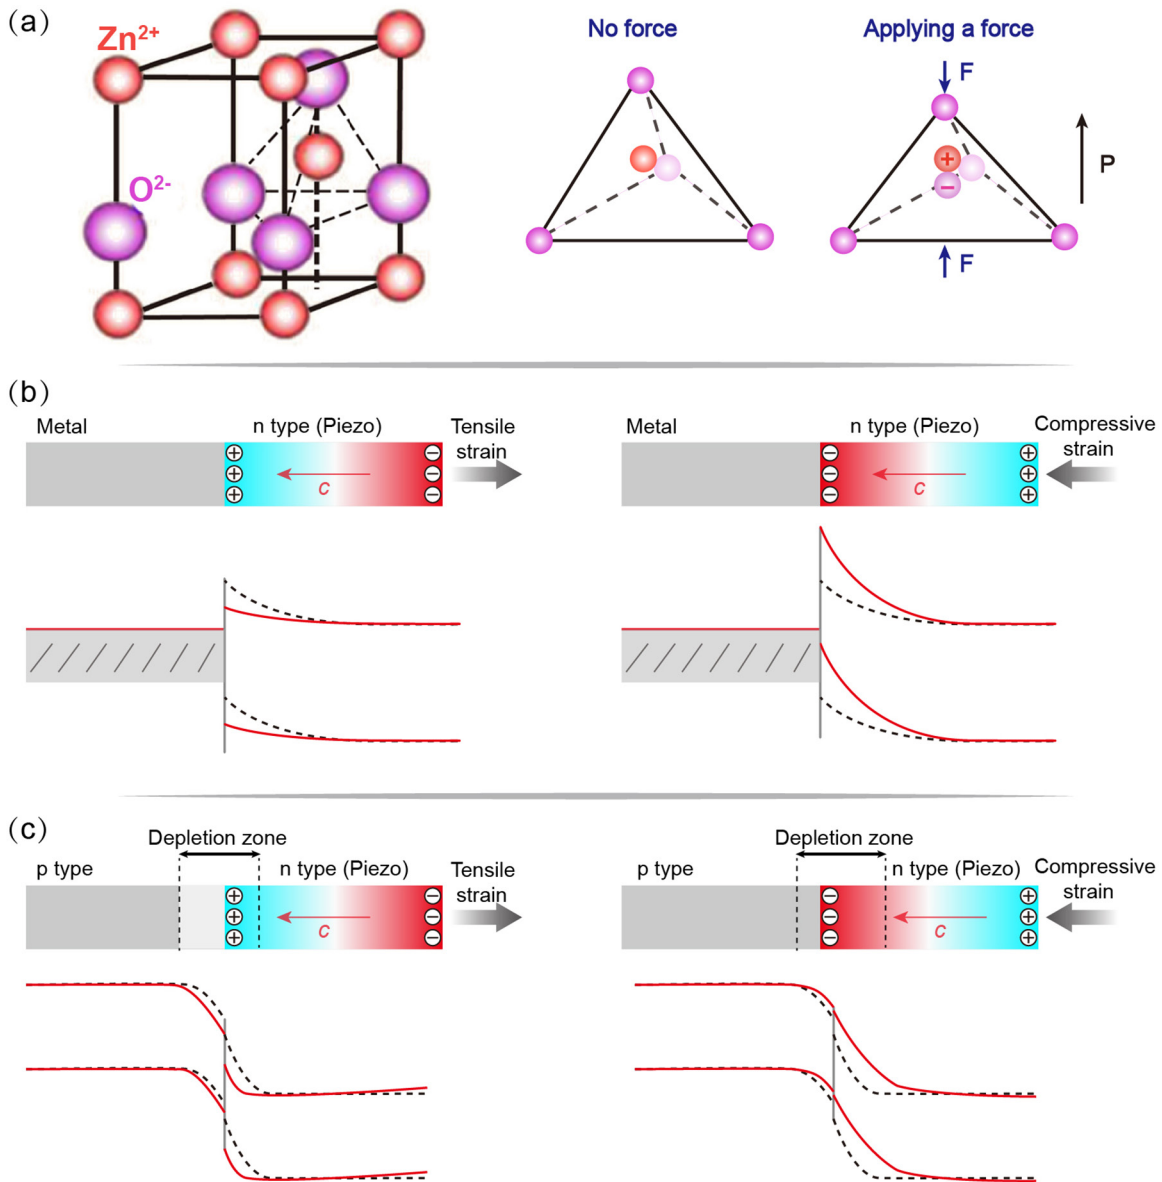 (a)
Zn2+
O2-
No force
Applying a force
F
+
−
P
F
(b)
Metal
n type (Piezo)
Tensile
strain
+ −
+ −
+ −
c
Metal
n type (Piezo)
Compressive
strain
− +
− +
− +
c
(c)
Depletion zone
p type
n type (Piezo)
Tensile
strain
+ −
+ −
+ −
c
Depletion zone
p type
n type (Piezo)
Compressive
strain
− +
− +
− +
c